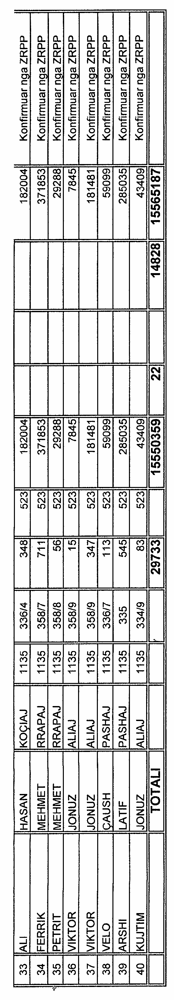 33 ALI HASAN KOÇIAJ 1135 336/4 348 523 182004 182004 Konfirmuar nga ZRPP
34 FERRIK MEHMET RRAPAJ 1135 358/7 711 523 371853 371853 Konfirmuar nga ZRPP
35 PETRIT MEHMET RRAPAJ 1135 358/8 56 523 29288 29288 Konfirmuar nga ZRPP
36 VIKTOR JONUZ ALIAJ 1135 358/9 15 523 7845 7845 Konfirmuar nga ZRPP
37 VIKTOR JONUZ ALIAJ 1135 358/9 347 523 181481 181481 Konfirmuar nga ZRPP
38 VELO ÇAUSH PASHAJ 1135 336/7 113 523 59099 59099 Konfirmuar nga ZRPP
39 ARSHI LATIF PASHAJ 1135 335 545 523 285035 285035 Konfirmuar nga ZRPP
40 KUJTIM JONUZ ALIAJ 1135 334/9 83 523 43409 43409 Konfirmuar nga ZRPP
TOTALI 29733 15550359 22 14828 15565187